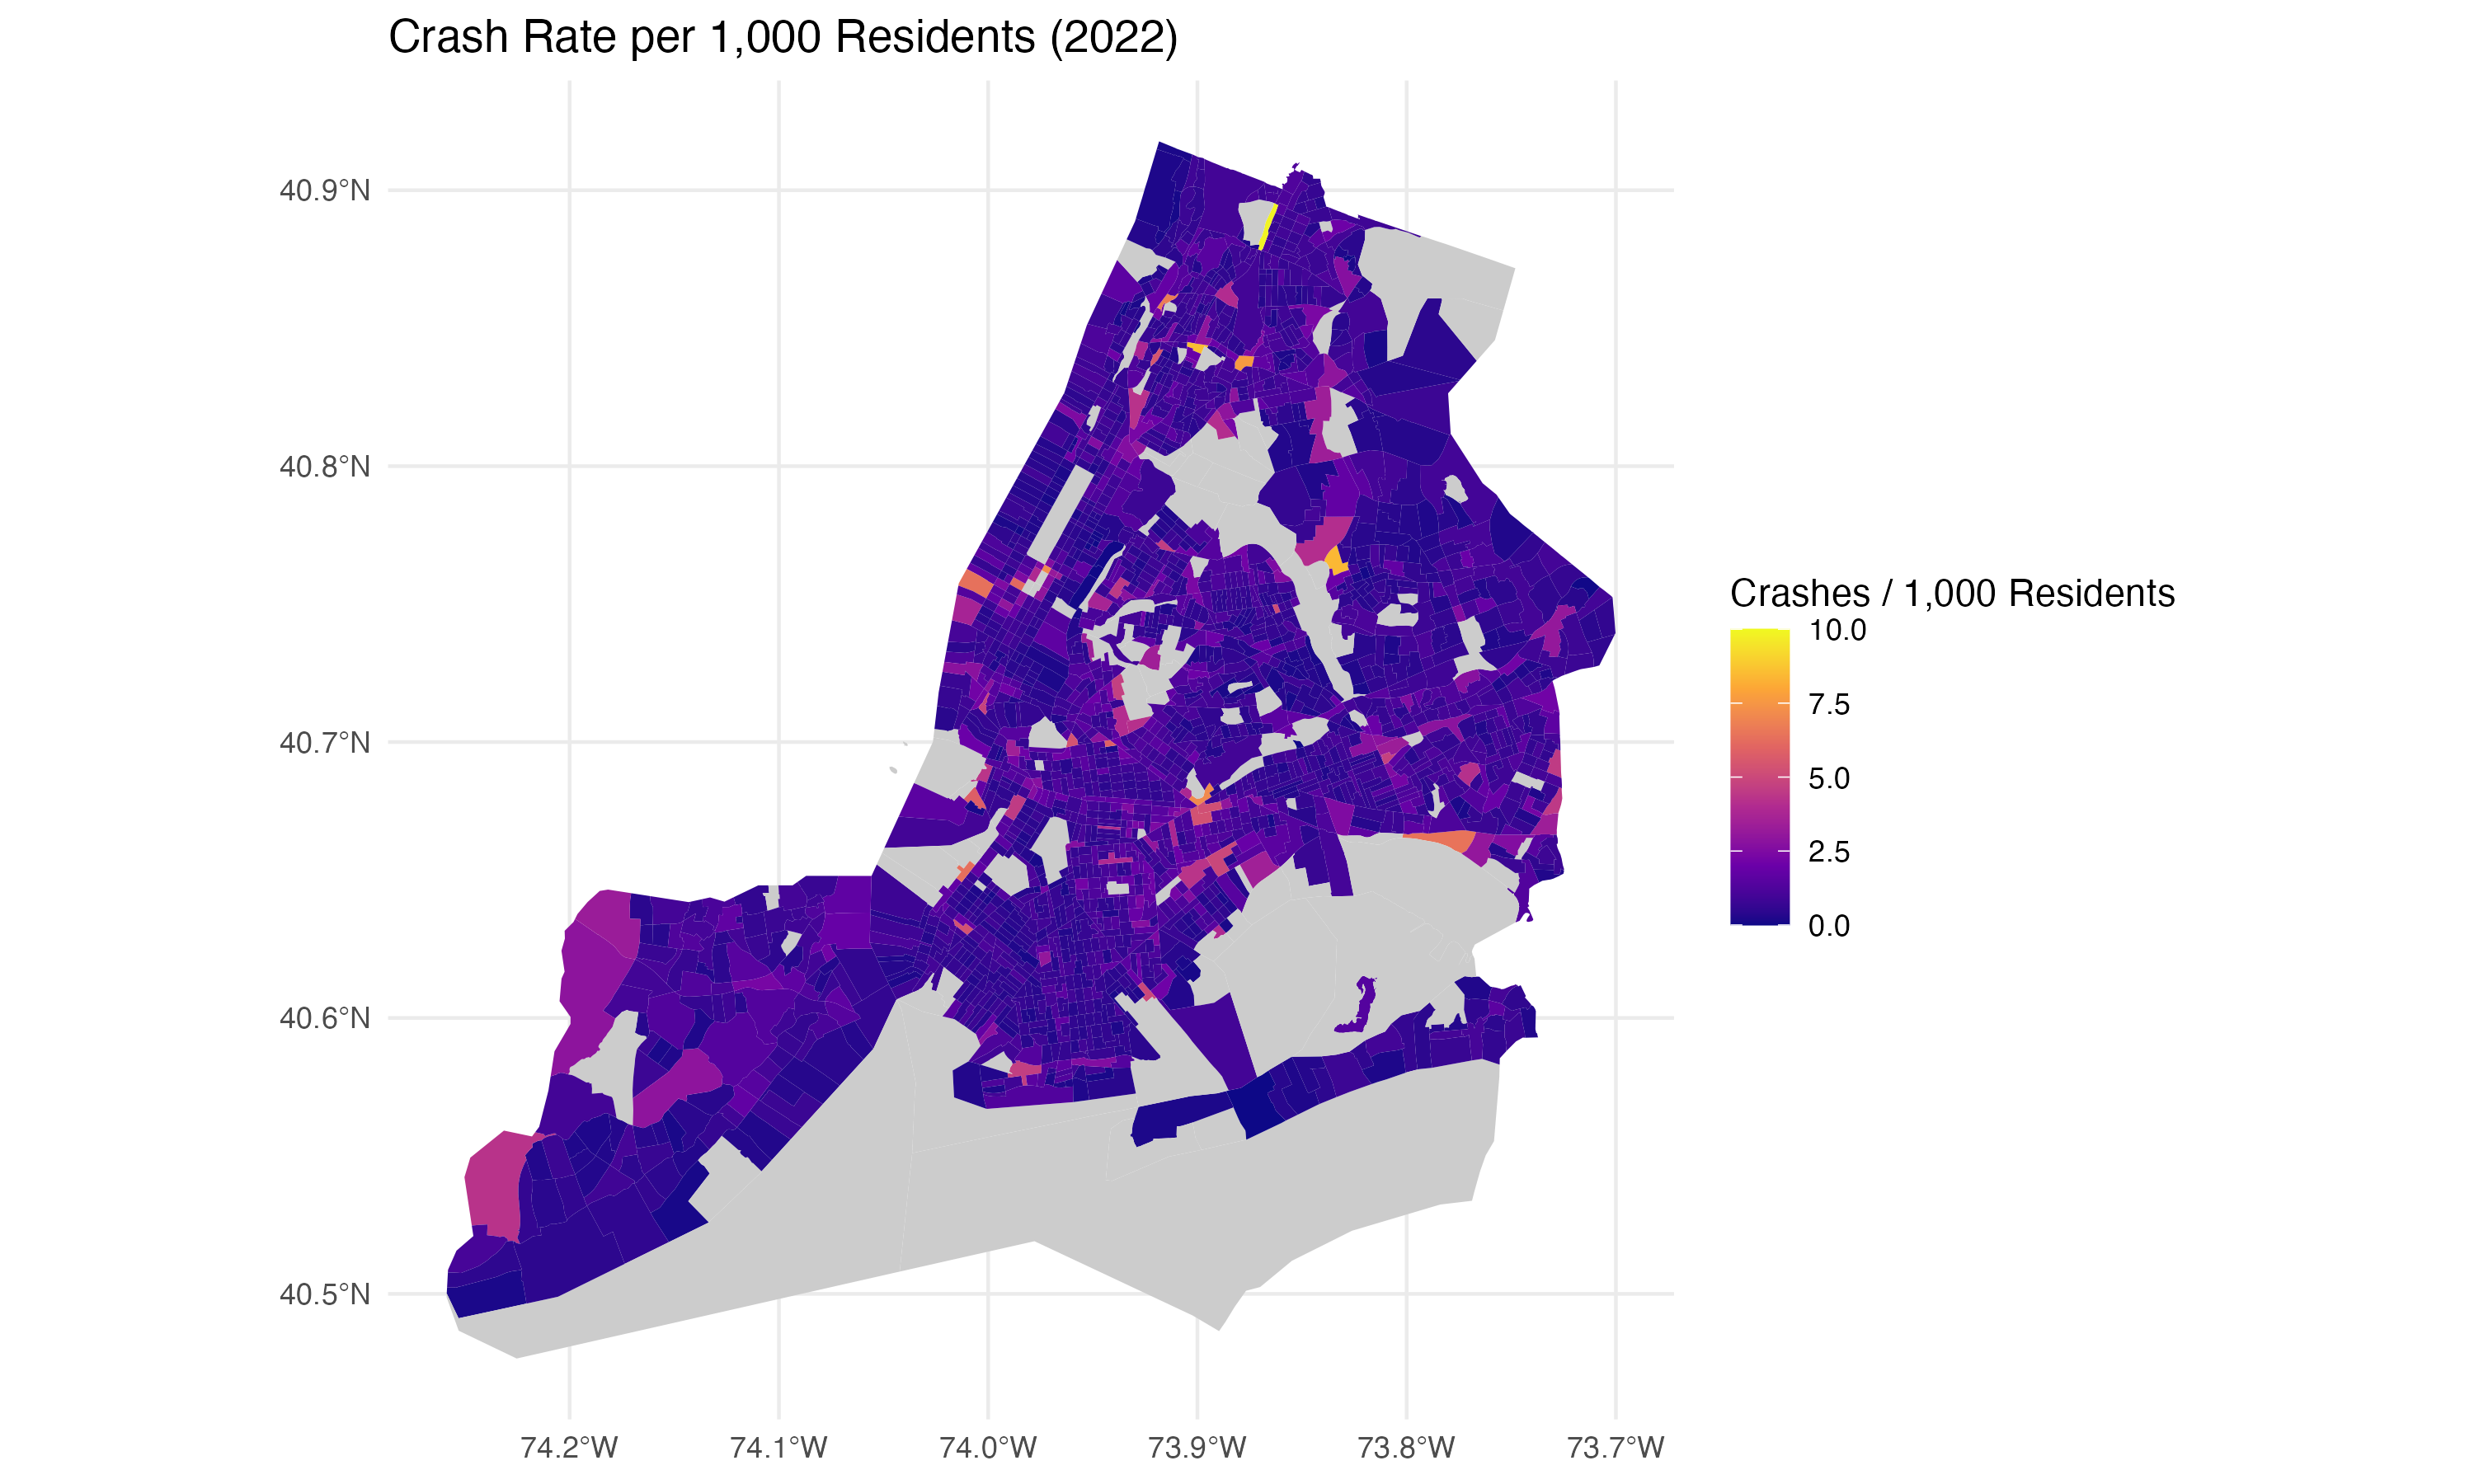 Crash Rate per 1,000 Residents (2022)
40.9°N
40.8°N
40.7°N
40.6°N
40.5°N
74.2°W
74.1°W
74.0°W
73.9°W
73.8°W
73.7°W
Crashes / 1,000 Residents
10.0
7.5
5.0
2.5
0.0